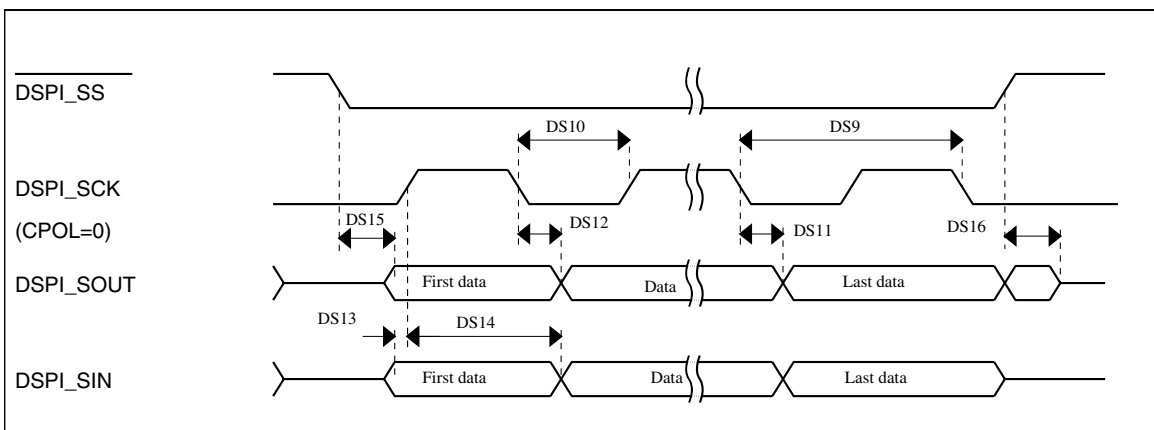 DSPI_SS
DS10
DS9
DSPI_SCK
(CPOL=0)
DS15
DS12
DS11
DS16
DSPI_SOUT
First data
Data
Last data
DS13
DS14
DSPI_SIN
First data
Data
Last data